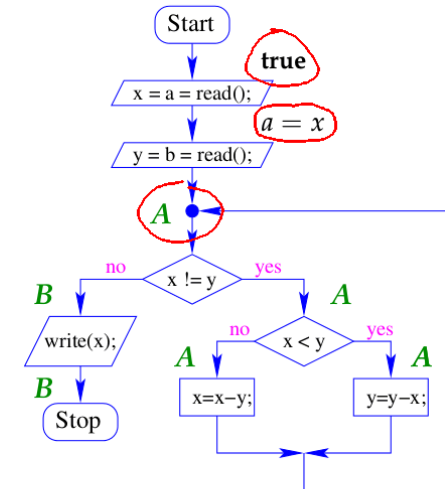 Start
true
x = a = read();
a = x
y = b = read();
A
no
yes
x != y
B
A
write(x);
no
yes
x < y
A
A
B
x=x−y;
y=y−x;
Stop